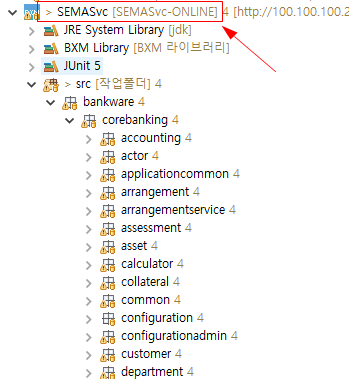 > SEMASvc [SEMASvc-ONLINE] 4 [http://100.100.100.2
JRE System Library [jdk]
BXM Library [BXM 라이브러리]
JUnit 5
> src [작업폴더] 4
bankware 4
corebanking 4
accounting 4
actor 4
applicationcommon 4
arrangement 4
arrangementservice 4
assessment 4
asset 4
calculator 4
collateral 4
common 4
configuration 4
configurationadmin 4
customer 4
department 4